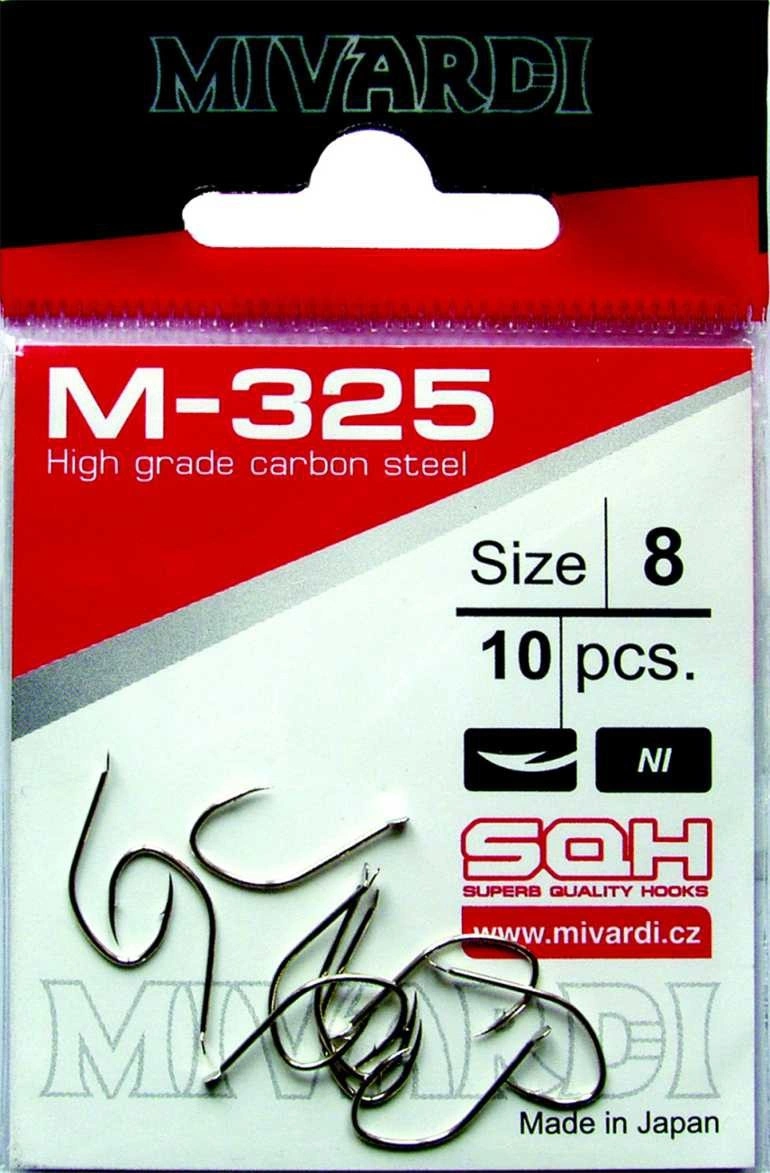 MIVARDI
M-325
High grade carbon steel
Size 8
10 pcs.
NI
SQH
SUPERB QUALITY HOOKS
www.mivardi.cz
MIVARDI
Made in Japan